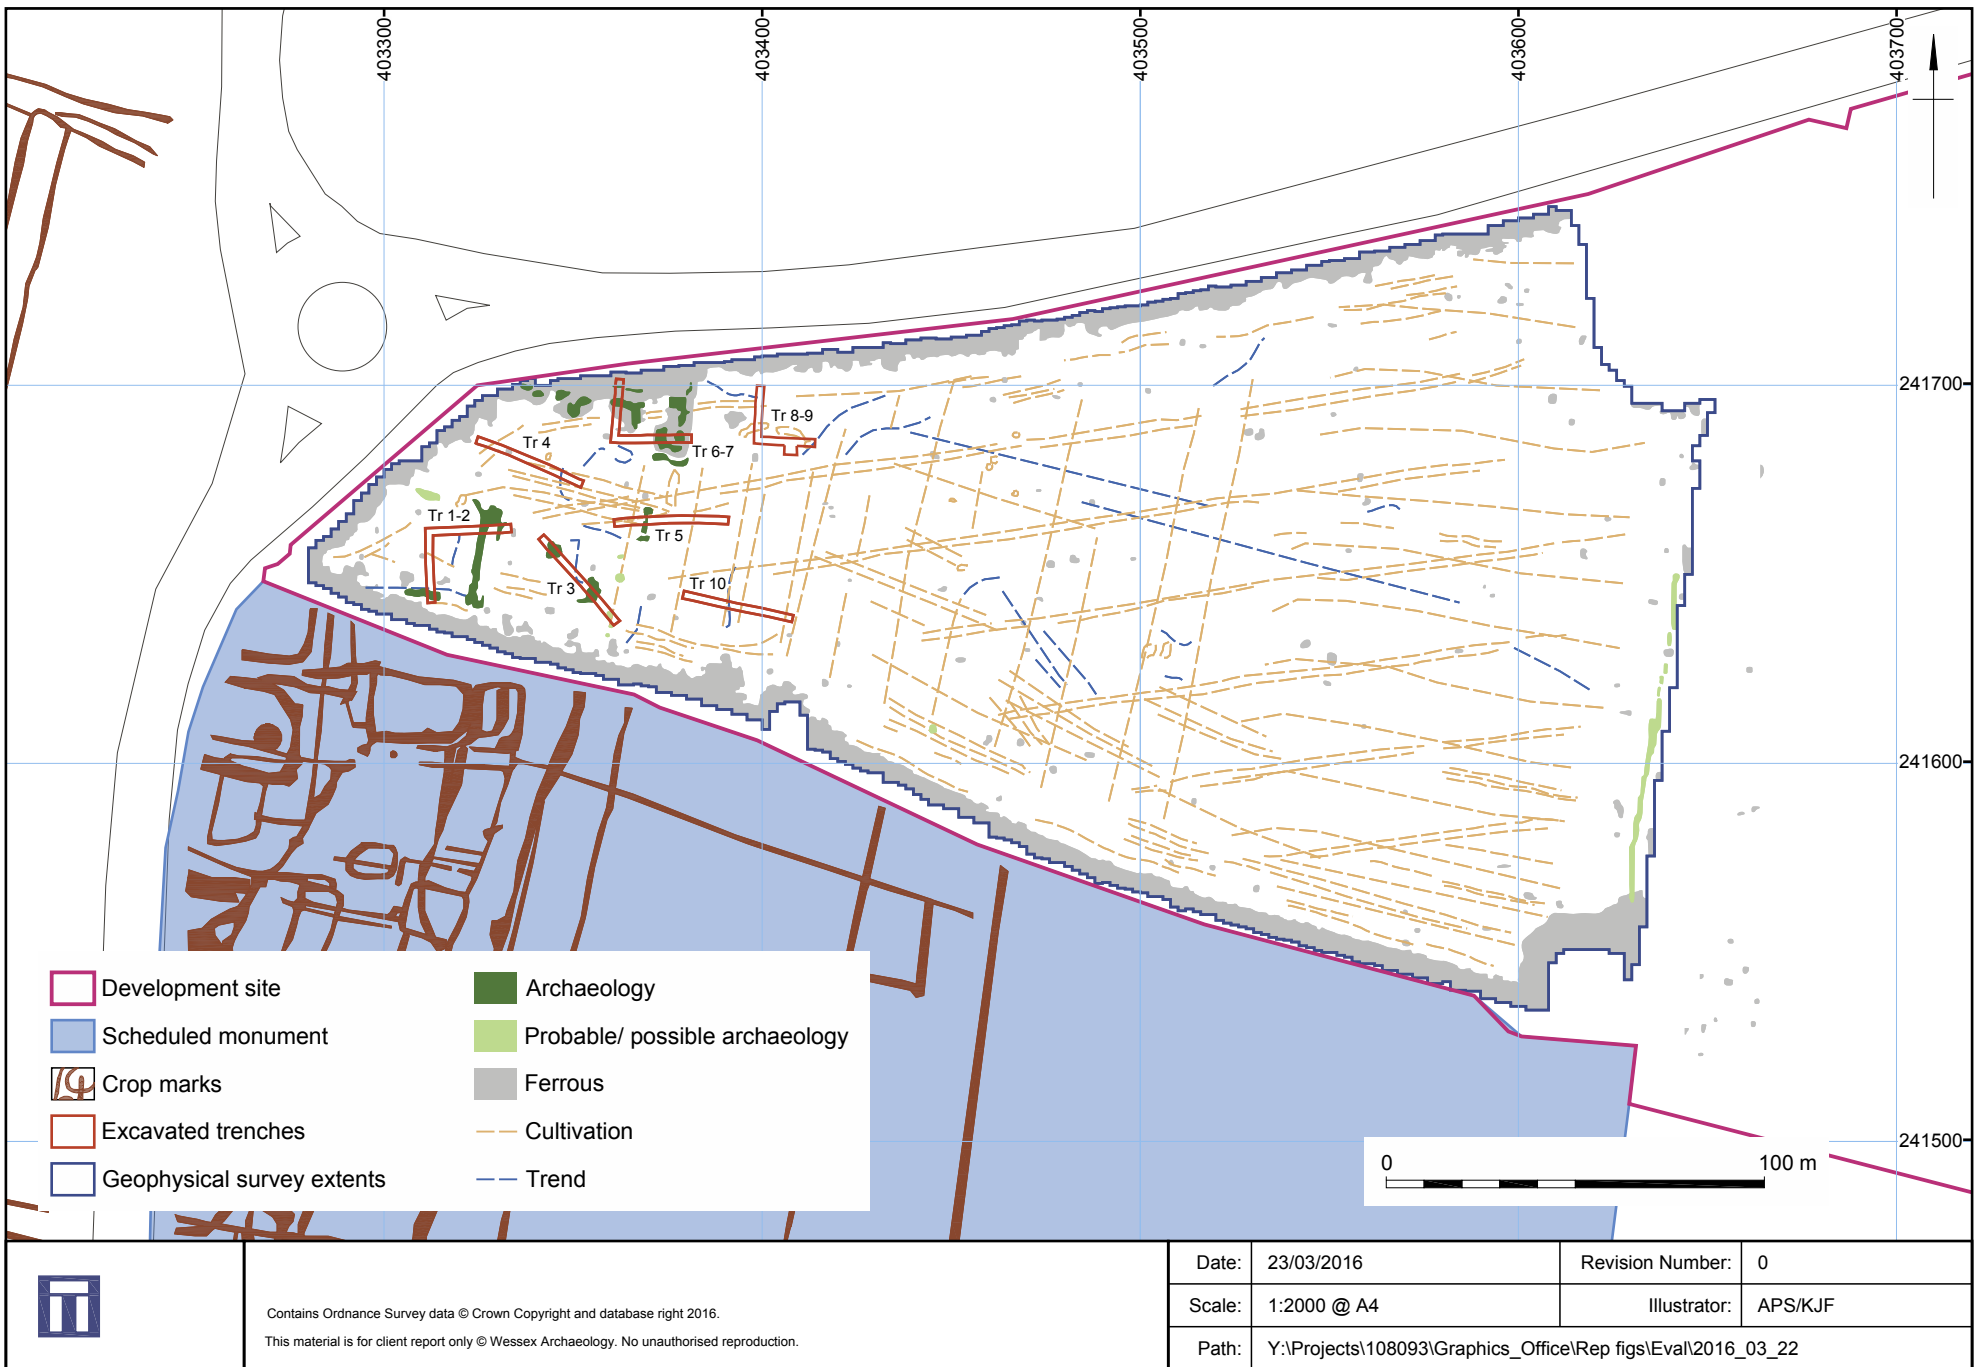 403300
403400
403500
403600
403700
241700
Tr 8-9
Tr 4
Tr 6-7
Tr 1-2
Tr 5
Tr 3
Tr 10
241600
241500
Development site
Scheduled monument
Crop marks
Excavated trenches
Geophysical survey extents
Archaeology
Probable/ possible archaeology
Ferrous
Cultivation
Trend
0 100 m
Contains Ordnance Survey data © Crown Copyright and database right 2016.
This material is for client report only © Wessex Archaeology. No unauthorised reproduction.
Date: 23/03/2016 Revision Number: 0
Scale: 1:2000 @ A4 Illustrator: APS/KJF
Path: Y:\Projects\108093\Graphics_Office\Rep figs\Eval\2016_03_22